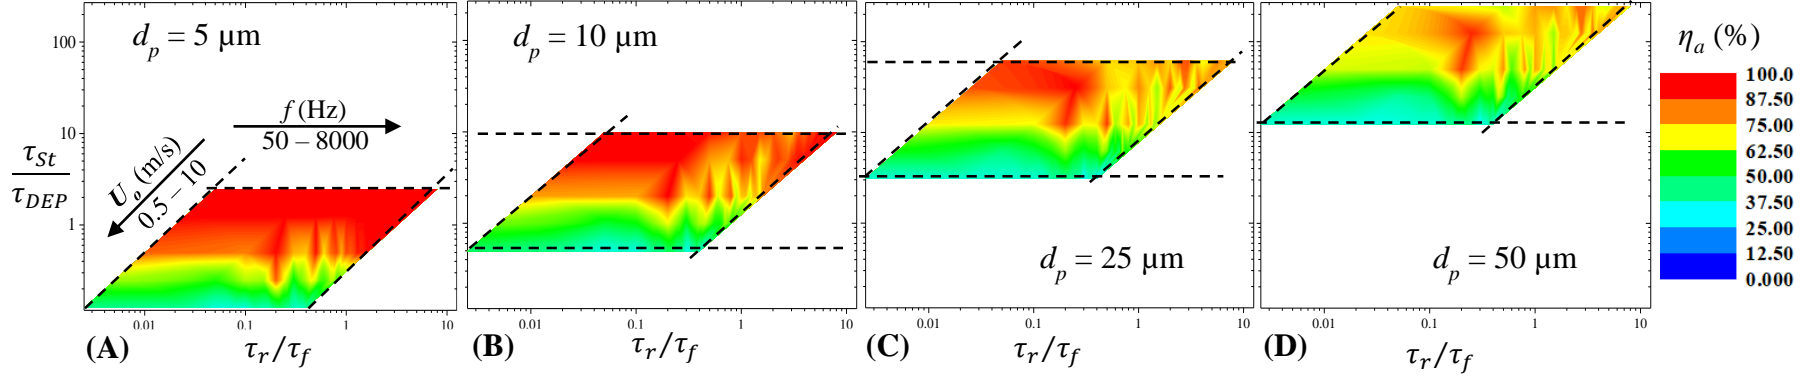 d_p = 5 µm
d_p = 10 µm
d_p = 25 µm
d_p = 50 µm
f (Hz)
50 – 8000
U_o (m/s)
0.5 – 10
τ_St
τ_DEP
100
10
1
0.01 0.1 1 10
0.01 0.1 1 10
0.01 0.1 1 10
0.01 0.1 1 10
(A) τ_r/τ_f
(B) τ_r/τ_f
(C) τ_r/τ_f
(D) τ_r/τ_f
η_a (%)
100.0
87.50
75.00
62.50
50.00
37.50
25.00
12.50
0.000